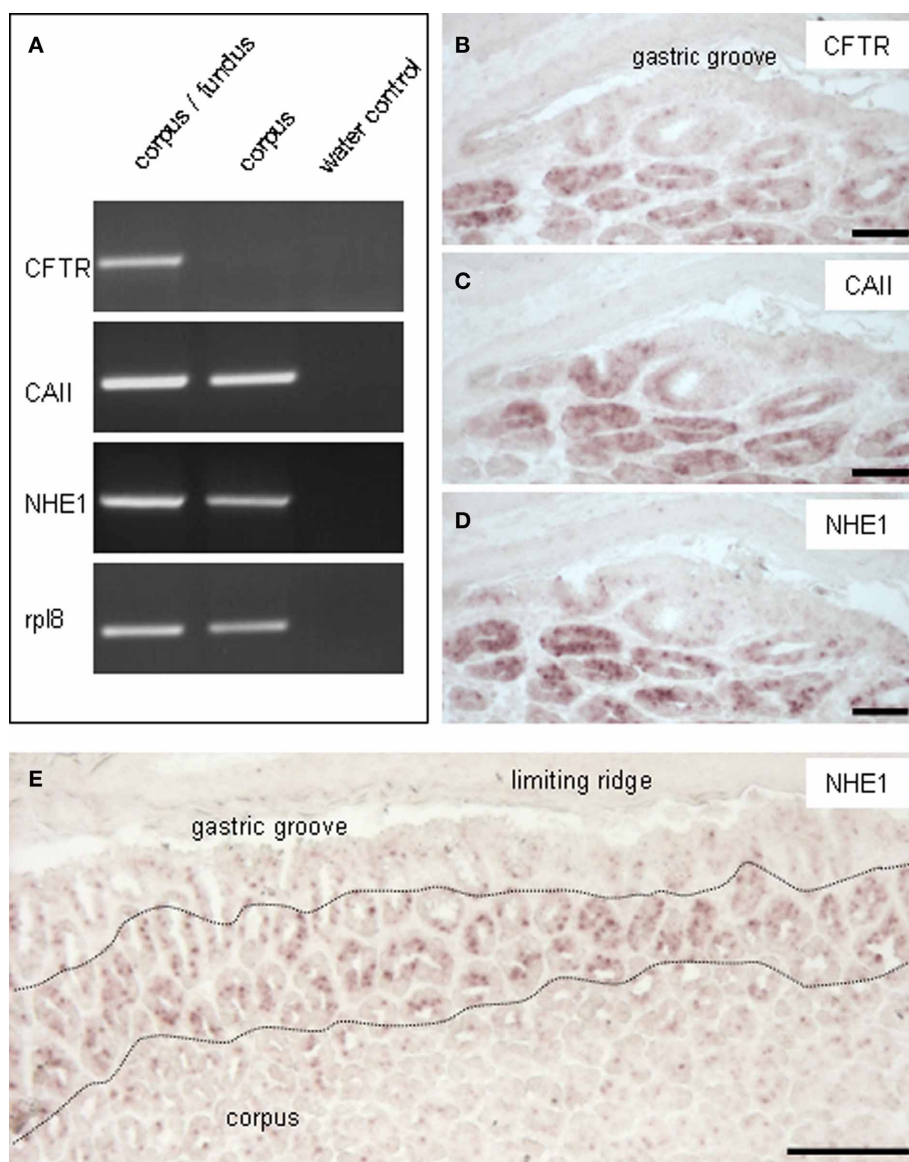 A
corpus / fundus
corpus
water control
CFTR
CAII
NHE1
rpl8
B
CFTR
gastric groove
C
CAII
D
NHE1
E
limiting ridge
NHE1
gastric groove
corpus